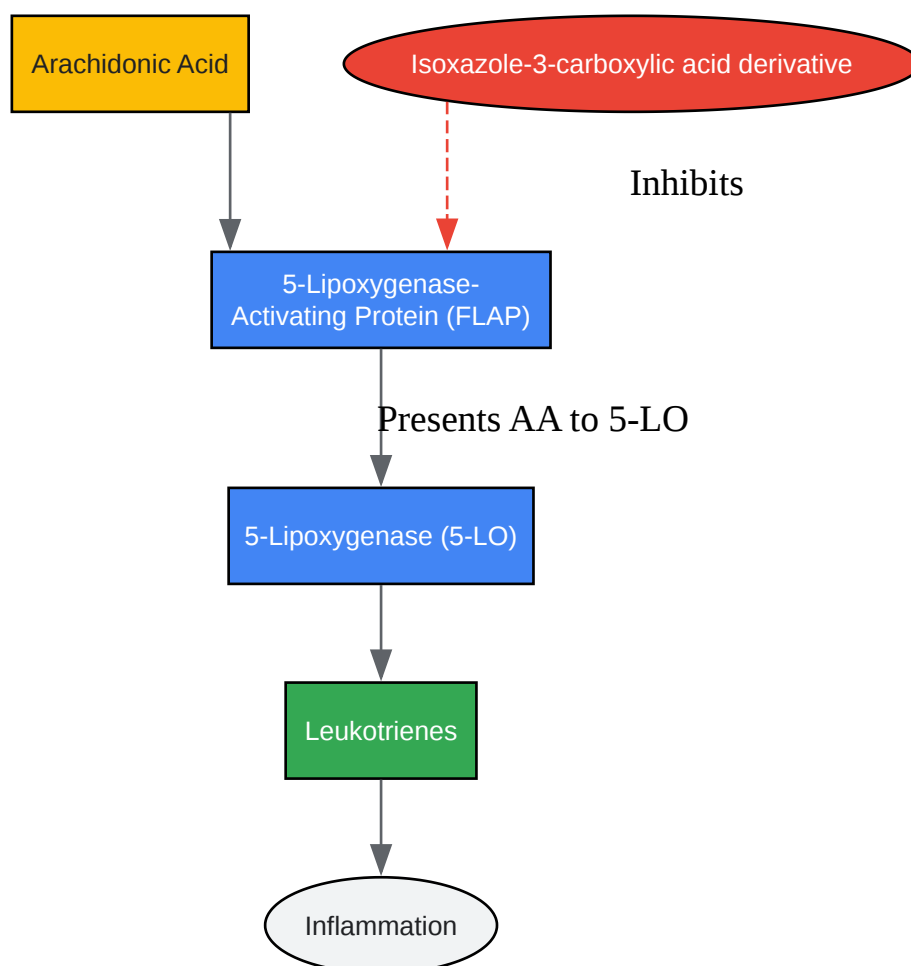 Arachidonic Acid
Isoxazole-3-carboxylic acid derivative
Inhibits
5-Lipoxygenase-
Activating Protein (FLAP)
Presents AA to 5-LO
5-Lipoxygenase (5-LO)
Leukotrienes
Inflammation